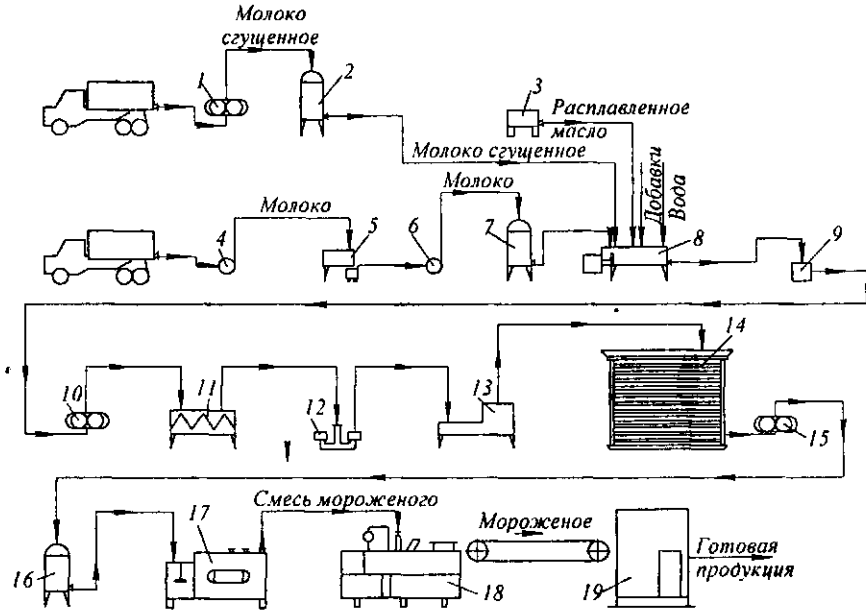 Молоко
сгущенное
1
2
3
Расплавленное
масло
Молоко сгущенное
Добавки
Вода
Молоко
4
5
6
Молоко
7
8
9
10
11
12
13
14
15
Смесь мороженого
16
17
18
Мороженое
19
Готовая
продукция